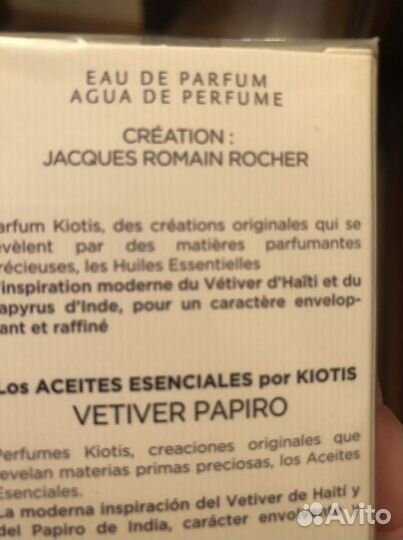 EAU DE PARFUM
AGUA DE PERFUME
CRÉATION :
JACQUES ROMAIN ROCHER
arfum Kiotis, des créations originales qui se
évèlent par des matières parfumantes
récieuses, les Huiles Essentielles
'inspiration moderne du Vétiver d'Haïti et du
apyrus d'Inde, pour un caractère envelop-
ant et raffiné
Los ACEITES ESENCIALES por KIOTIS
VETIVER PAPIRO
Perfumes Kiotis, creaciones originales que
revelan materias primas preciosas, los Aceites
Esenciales.
La moderna inspiración del Vetiver de Haití y
del Papiro de India, carácter
Avito